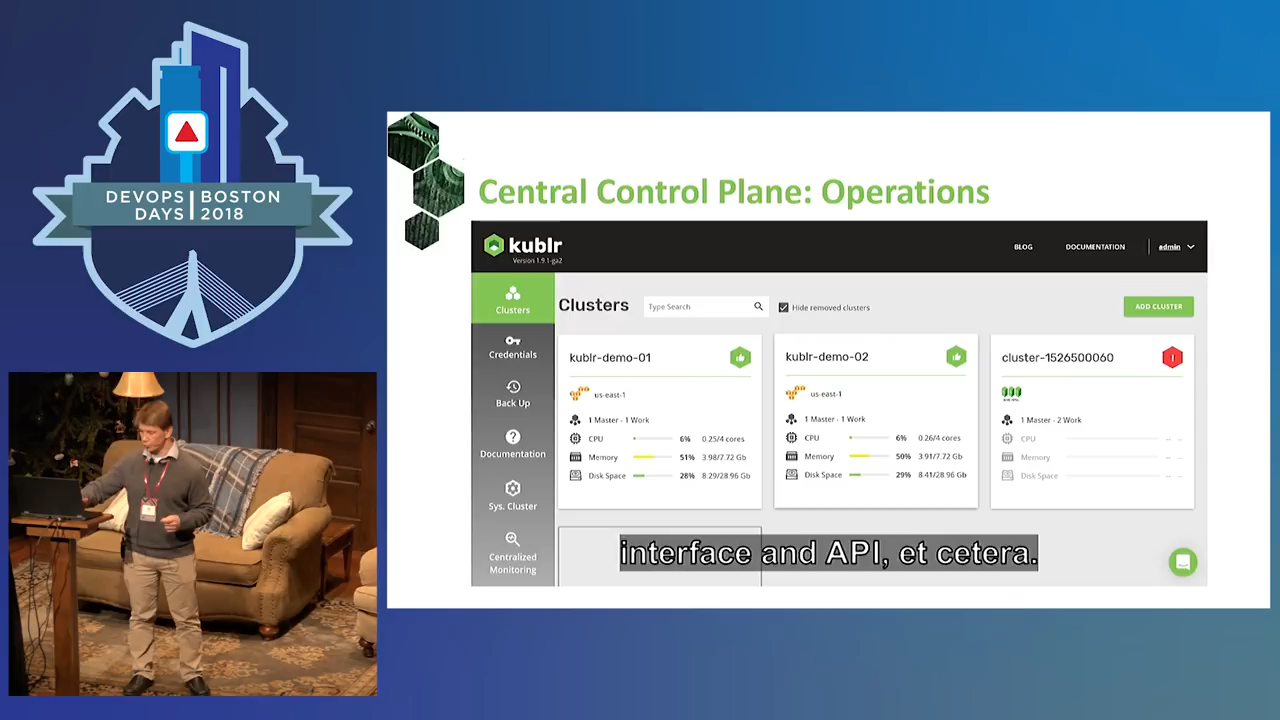 DEVOPS BOSTON
DAYS 2018
Central Control Plane: Operations
kublr
Version 1.9.1-ga2
BLOG
DOCUMENTATION
admin
Clusters
Credentials
Back Up
Documentation
Sys. Cluster
Centralized
Monitoring
Clusters
Type Search
Hide removed clusters
ADD CLUSTER
kublr-demo-01
us-east-1
1 Master - 1 Work
CPU 6% 0.25/4 cores
Memory 51% 3.98/7.72 Gb
Disk Space 28% 8.29/28.96 Gb
kublr-demo-02
us-east-1
1 Master - 1 Work
CPU 6% 0.26/4 cores
Memory 50% 3.91/7.72 Gb
Disk Space 29% 8.41/28.96 Gb
cluster-1526500060
1 Master - 2 Work
CPU - -
Memory - -
Disk Space - -
interface and API, et cetera.